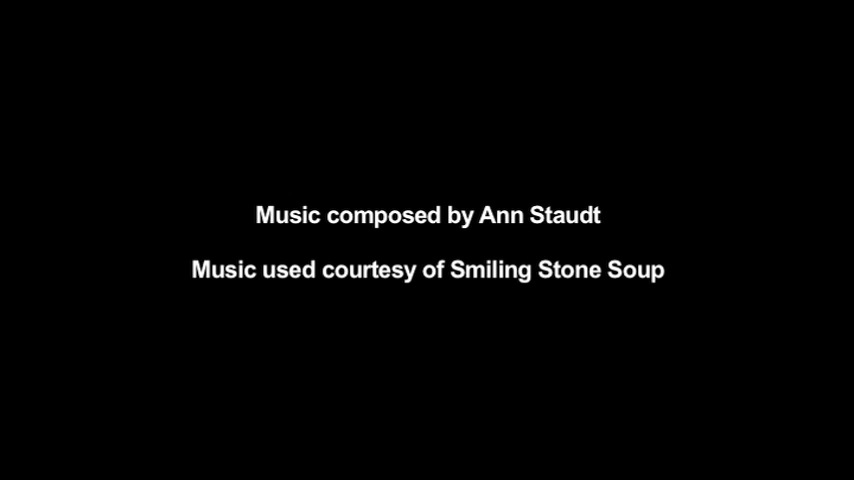 Music composed by Ann Staudt
Music used courtesy of Smiling Stone Soup